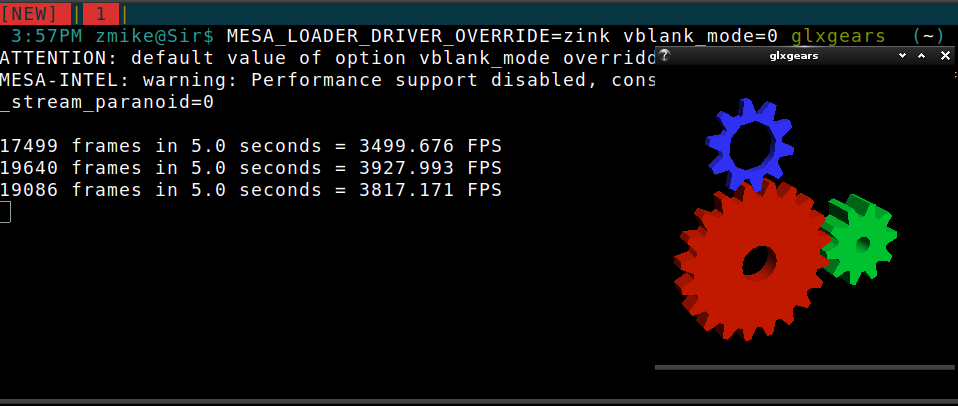 [NEW] | 1 |
3:57PM zmike@Sir$ MESA_LOADER_DRIVER_OVERRIDE=zink vblank_mode=0 glxgears (~)
ATTENTION: default value of option vblank_mode overridd
MESA-INTEL: warning: Performance support disabled, cons
_stream_paranoid=0
17499 frames in 5.0 seconds = 3499.676 FPS
19640 frames in 5.0 seconds = 3927.993 FPS
19086 frames in 5.0 seconds = 3817.171 FPS
glxgears